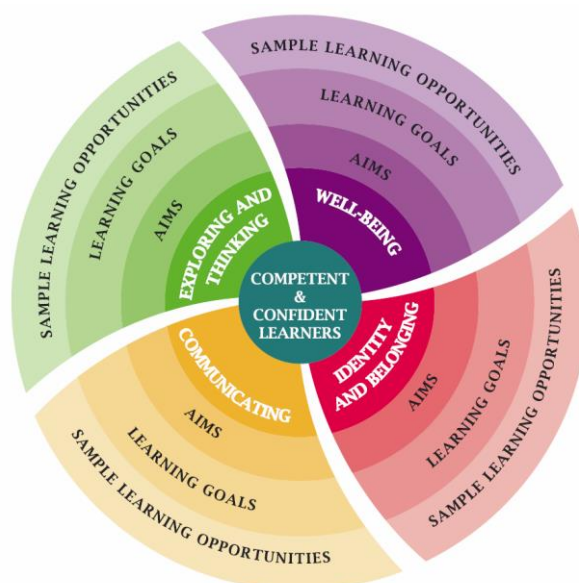 SAMPLE LEARNING OPPORTUNITIES
LEARNING GOALS
AIMS
EXPLORING AND
THINKING
SAMPLE LEARNING OPPORTUNITIES
LEARNING GOALS
AIMS
WELL-BEING
COMPETENT
&
CONFIDENT
LEARNERS
IDENTITY
AND BELONGING
AIMS
LEARNING GOALS
SAMPLE LEARNING OPPORTUNITIES
COMMUNICATING
AIMS
LEARNING GOALS
SAMPLE LEARNING OPPORTUNITIES